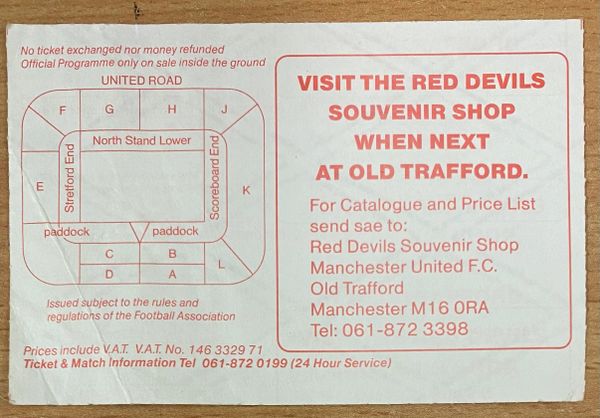 No ticket exchanged nor money refunded
Official Programme only on sale inside the ground
UNITED ROAD
F
G
H
J
North Stand Lower
Stretford End
Scoreboard End
E
K
paddock
paddock
C
B
D
A
L
Issued subject to the rules and
regulations of the Football Association
Prices include V.A.T. V.A.T. No. 146 3329 71
Ticket & Match Information Tel 061-872 0199 (24 Hour Service)
VISIT THE RED DEVILS
SOUVENIR SHOP
WHEN NEXT
AT OLD TRAFFORD.
For Catalogue and Price List
send sae to:
Red Devils Souvenir Shop
Manchester United F.C.
Old Trafford
Manchester M16 0RA
Tel: 061-872 3398